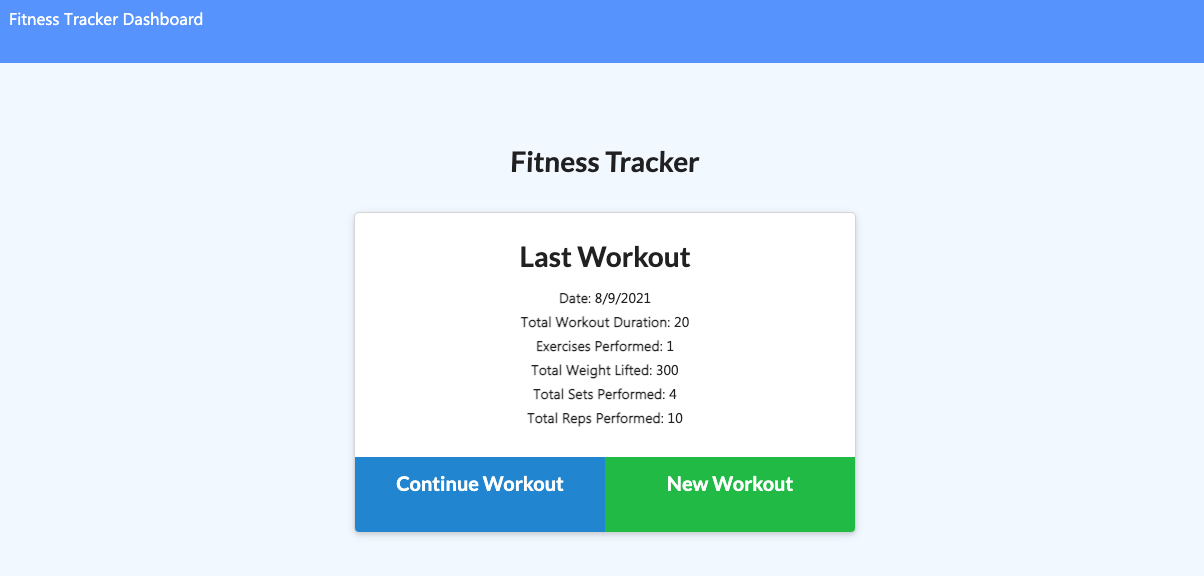 Fitness Tracker Dashboard
Fitness Tracker
Last Workout
Date: 8/9/2021
Total Workout Duration: 20
Exercises Performed: 1
Total Weight Lifted: 300
Total Sets Performed: 4
Total Reps Performed: 10
Continue Workout
New Workout